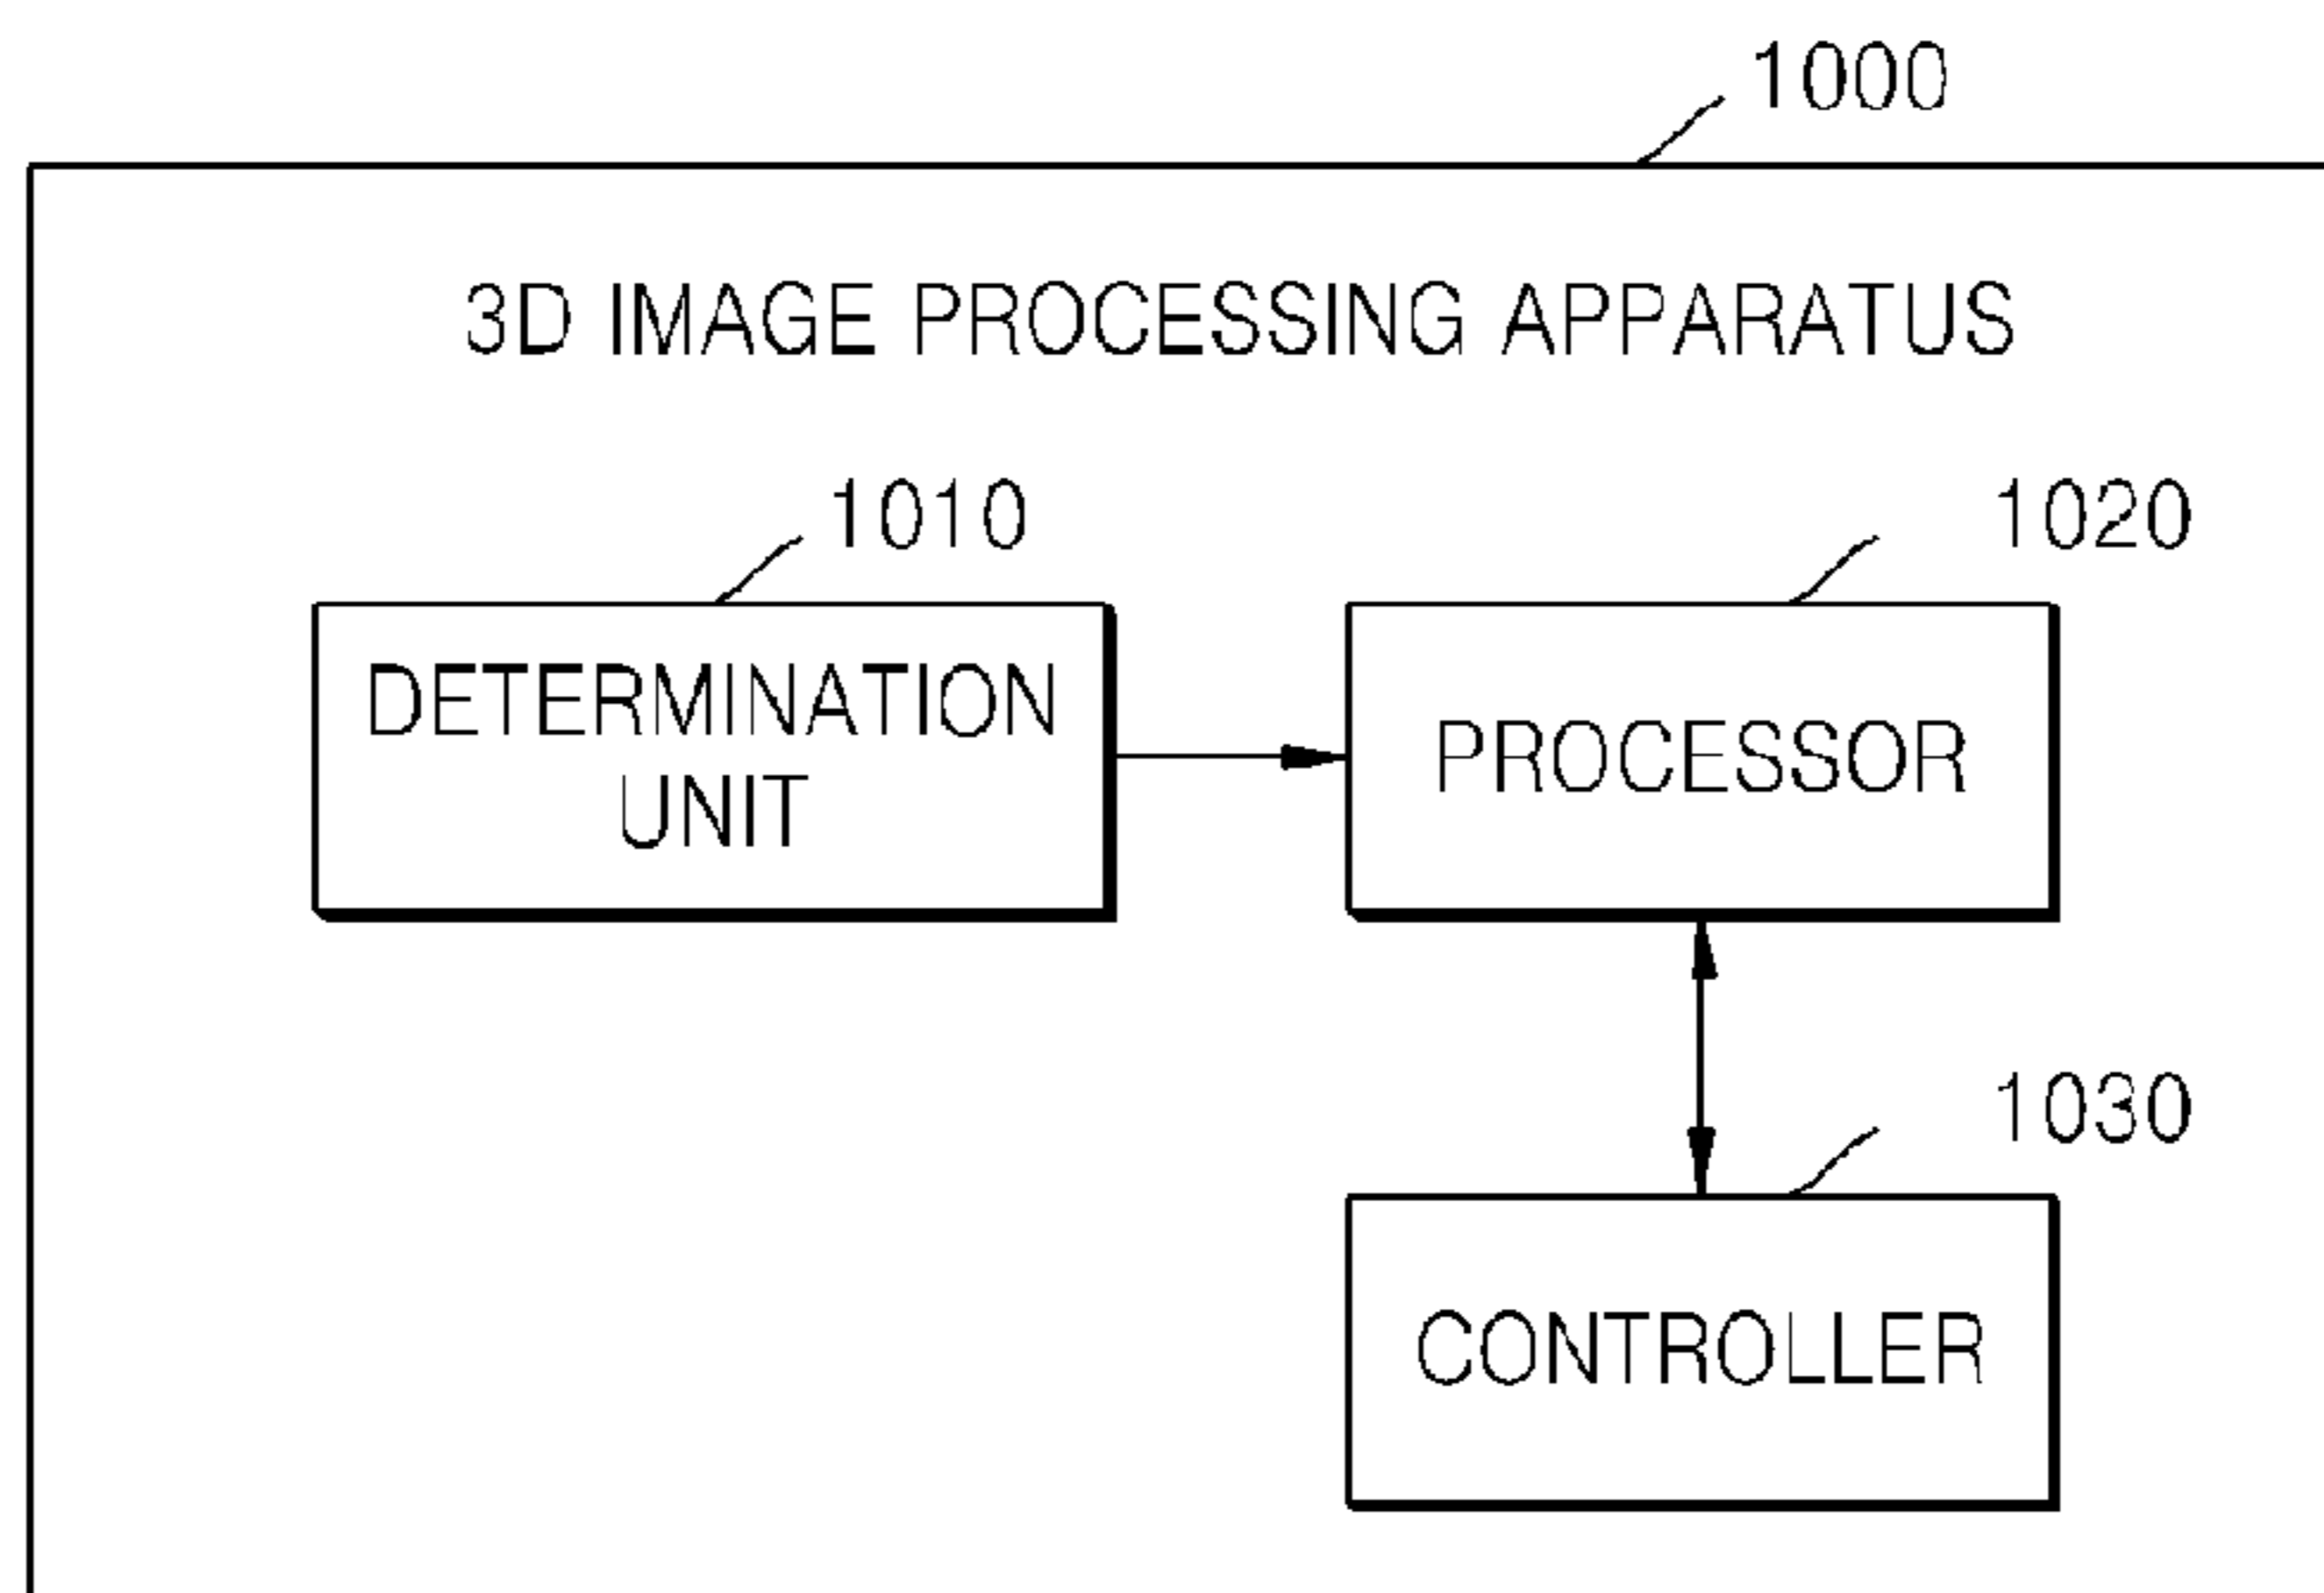 1000
3D IMAGE PROCESSING APPARATUS
1010
1020
DETERMINATION
UNIT
PROCESSOR
1030
CONTROLLER